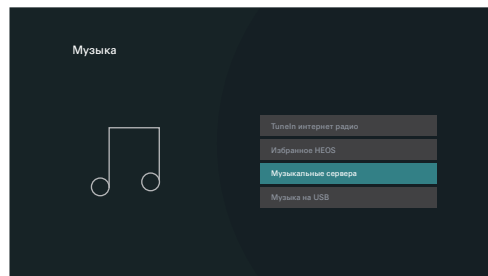 Музыка
TuneIn интернет радио
Избранное HEOS
Музыкальные сервера
Музыка на USB